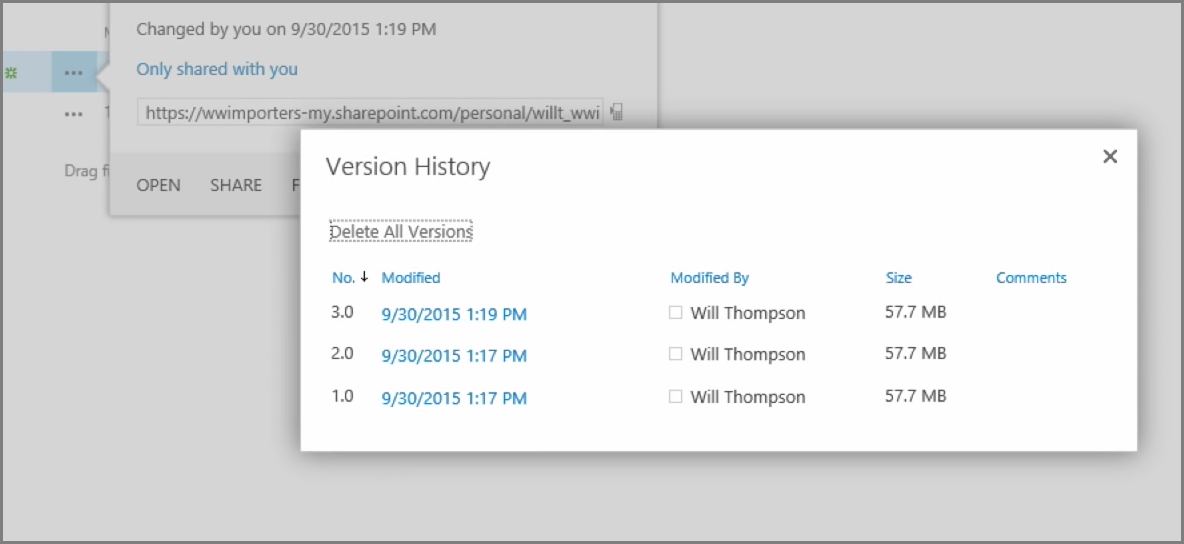 Changed by you on 9/30/2015 1:19 PM
Only shared with you
https://wwimporters-my.sharepoint.com/personal/willt_wwi
Drag
OPEN SHARE
Version History
Delete All Versions
No. Modified Modified By Size Comments
3.0 9/30/2015 1:19 PM Will Thompson 57.7 MB
2.0 9/30/2015 1:17 PM Will Thompson 57.7 MB
1.0 9/30/2015 1:17 PM Will Thompson 57.7 MB